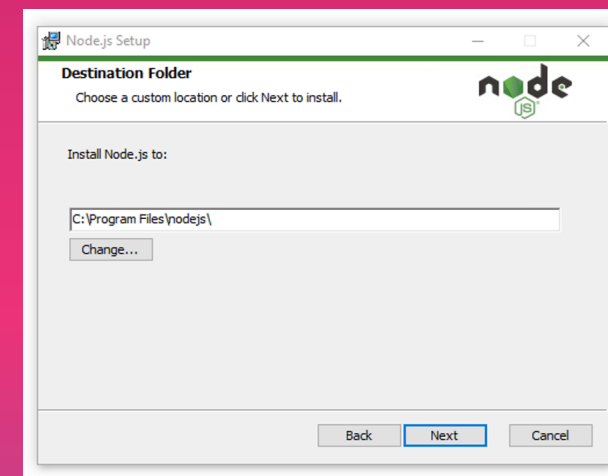 Node.js Setup
Destination Folder
Choose a custom location or click Next to install.
node
JS
Install Node.js to:
C:\Program Files\nodejs\
Change...
Back Next Cancel